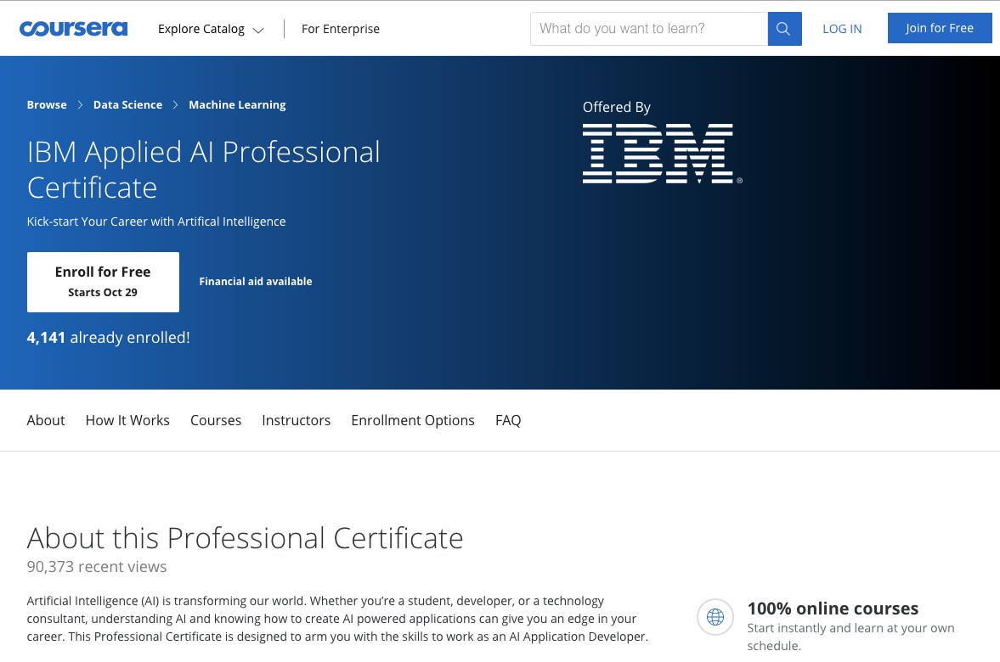 coursera
Explore Catalog
For Enterprise
What do you want to learn?
LOG IN
Join for Free
Browse
Data Science
Machine Learning
IBM Applied AI Professional
Certificate
Kick-start Your Career with Artifical Intelligence
Enroll for Free
Starts Oct 29
Financial aid available
4,141 already enrolled!
Offered By
IBM®
About
How It Works
Courses
Instructors
Enrollment Options
FAQ
About this Professional Certificate
90,373 recent views
Artificial Intelligence (AI) is transforming our world. Whether you’re a student, developer, or a technology
consultant, understanding AI and knowing how to create AI powered applications can give you an edge in your
career. This Professional Certificate is designed to arm you with the skills to work as an AI Application Developer.
100% online courses
Start instantly and learn at your own
schedule.